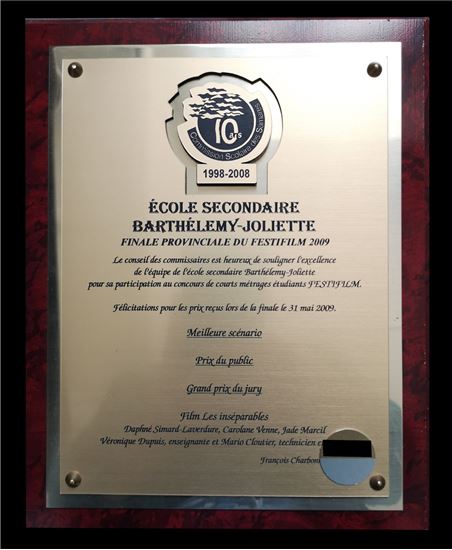 10
ans
Commission Scolaire des Samares
1998-2008
ÉCOLE SECONDAIRE
BARTHÉLEMY-JOLIETTE
FINALE PROVINCIALE DU FESTIFILM 2009
Le conseil des commissaires est heureux de souligner l'excellence
de l'équipe de l'école secondaire Barthélemy-Joliette
pour sa participation au concours de courts métrages étudiants FESTIFILM.
Félicitations pour les prix reçus lors de la finale le 31 mai 2009.
Meilleure scénario
Prix du public
Grand prix du jury
Film Les inséparables
Daphné Simard-Laverdure, Carolane Venne, Jade Marcil
Véronique Dupuis, enseignante et Mario Cloutier, technicien
François